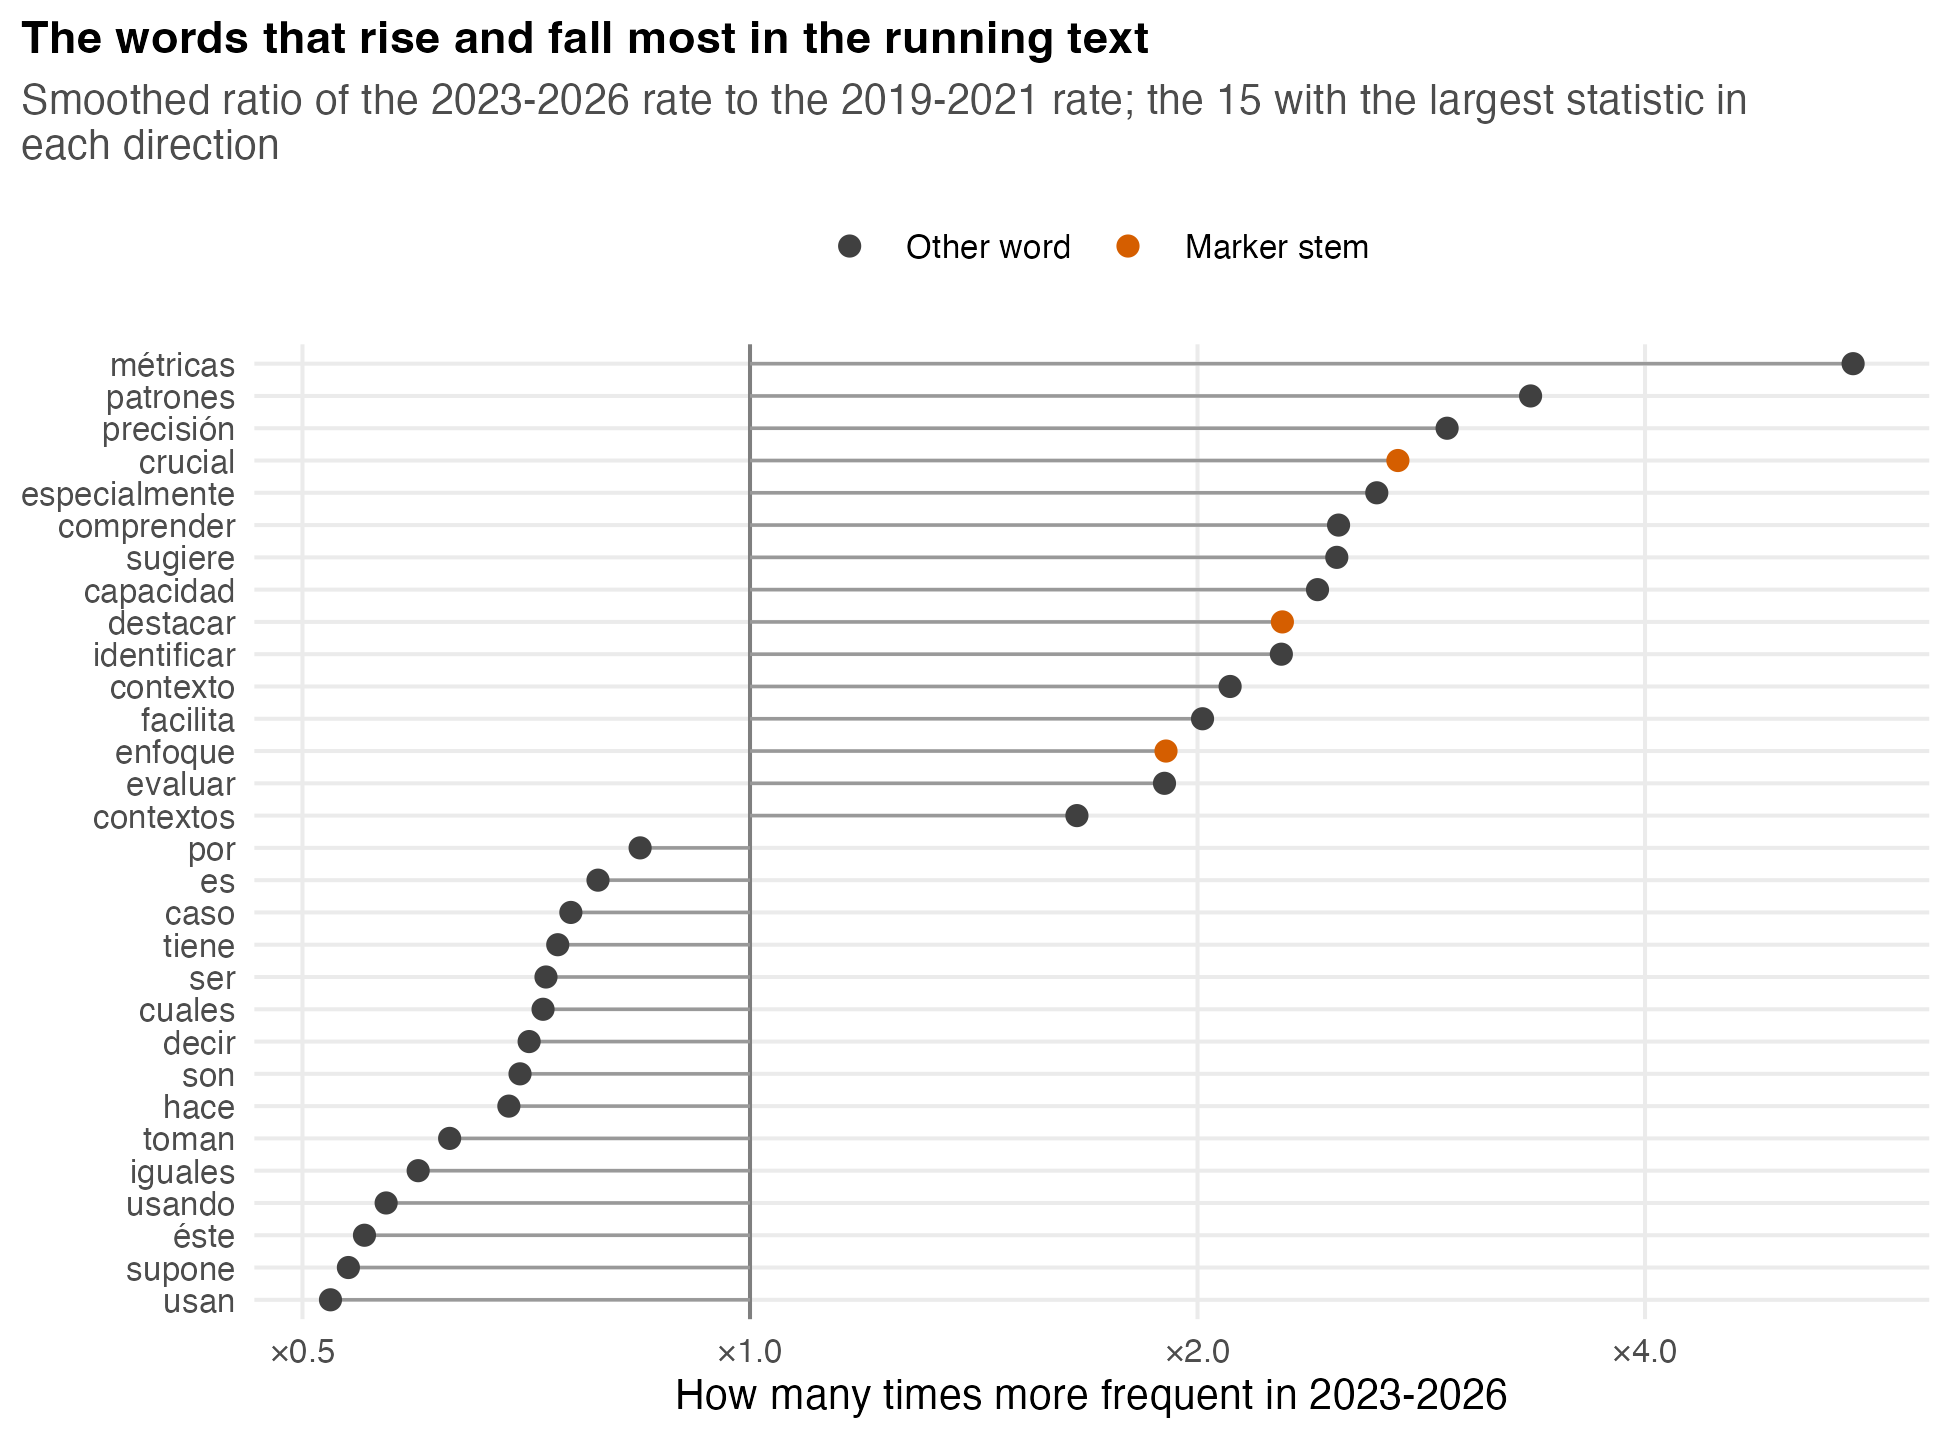 The words that rise and fall most in the running text
Smoothed ratio of the 2023-2026 rate to the 2019-2021 rate; the 15 with the largest statistic in
each direction
Other word
Marker stem
métricas
patrones
precisión
crucial
especialmente
comprender
sugiere
capacidad
destacar
identificar
contexto
facilita
enfoque
evaluar
contextos
por
es
caso
tiene
ser
cuales
decir
son
hace
toman
iguales
usando
éste
supone
usan
×0.5
×1.0
×2.0
×4.0
How many times more frequent in 2023-2026